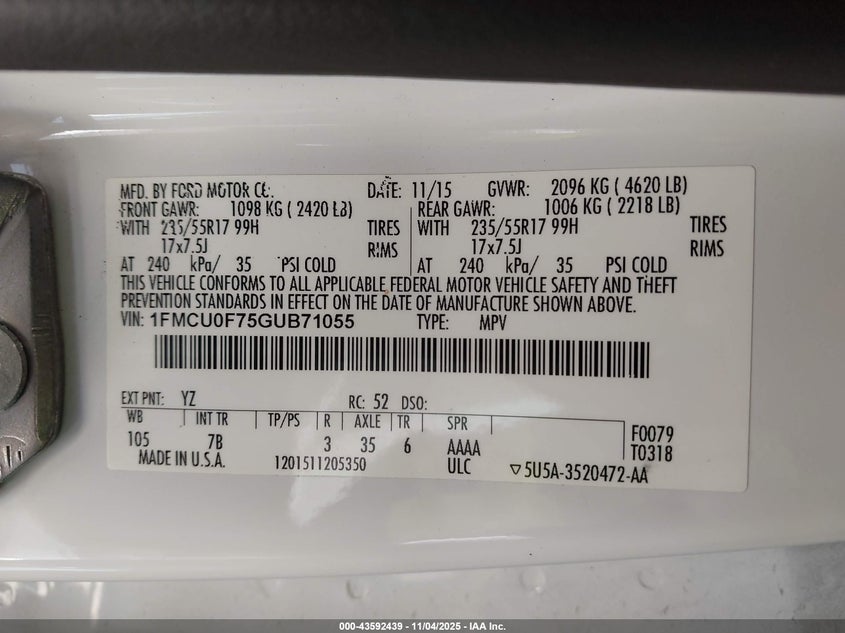 MFD. BY FORD MOTOR CO. DATE: 11/15 GVWR: 2096 KG ( 4620 LB)
FRONT GAWR: 1098 KG ( 2420 LB) REAR GAWR: 1006 KG ( 2218 LB)
WITH 235/55R17 99H TIRES WITH 235/55R17 99H TIRES
17x7.5J RIMS 17x7.5J RIMS
AT 240 kPa/ 35 PSI COLD AT 240 kPa/ 35 PSI COLD
THIS VEHICLE CONFORMS TO ALL APPLICABLE FEDERAL MOTOR VEHICLE SAFETY AND THEFT
PREVENTION STANDARDS IN EFFECT ON THE DATE OF MANUFACTURE SHOWN ABOVE.
VIN: 1FMCU0F75GUB71055 TYPE: MPV
EXT PNT: YZ RC: 52 DSO:
WB INT TR TP/PS R AXLE TR SPR
105 7B 3 35 6 AAAA F0079
MADE IN U.S.A. 1201511205350 ULC T0318
▽5U5A-3520472-AA
000-43592439 - 11/04/2025 - IAA Inc.